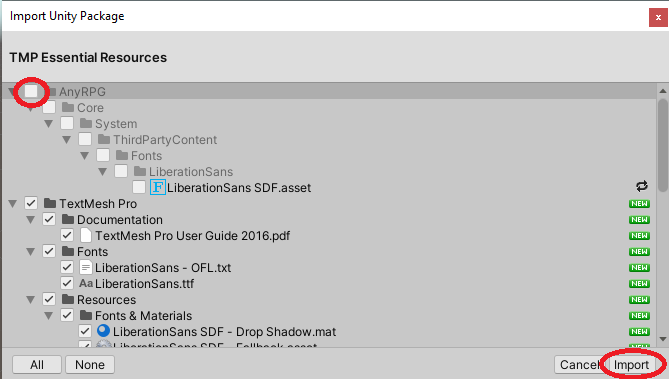 Import Unity Package
x
TMP Essential Resources
AnyRPG
Core
System
ThirdPartyContent
Fonts
LiberationSans
F LiberationSans SDF.asset
TextMesh Pro NEW
Documentation NEW
TextMesh Pro User Guide 2016.pdf NEW
Fonts NEW
LiberationSans - OFL.txt NEW
Aa LiberationSans.ttf NEW
Resources NEW
Fonts & Materials NEW
LiberationSans SDF - Drop Shadow.mat NEW
LiberationSans SDF - Fallback.asset
All None Cancel Import